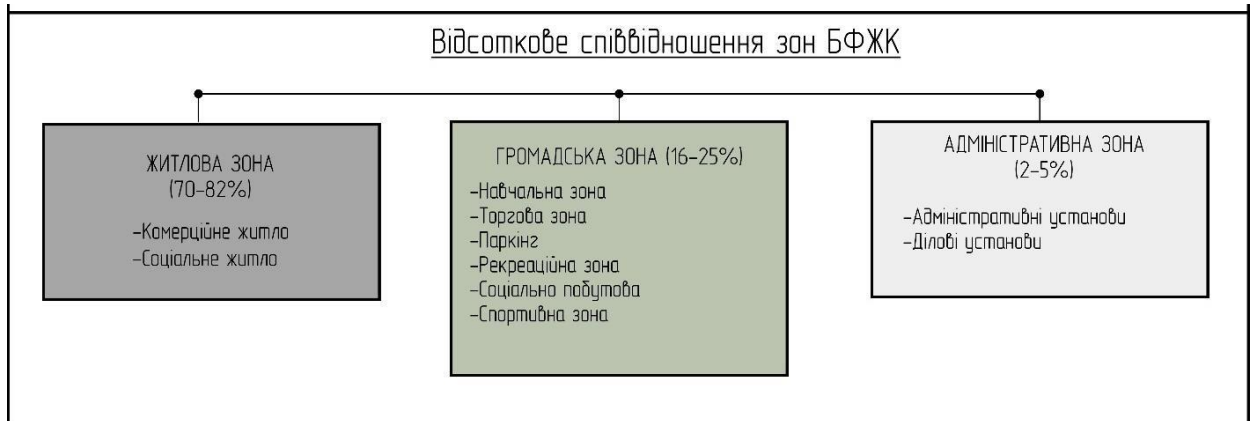 Відсоткове співвідношення зон БФЖК
ЖИТЛОВА ЗОНА
(70-82%)
-Комерційне житло
-Соціальне житло
ГРОМАДСЬКА ЗОНА (16-25%)
-Навчальна зона
-Торгова зона
-Паркінг
-Рекреаційна зона
-Соціально побутова
-Спортивна зона
АДМІНІСТРАТИВНА ЗОНА
(2-5%)
-Адміністративні установи
-Ділові установи